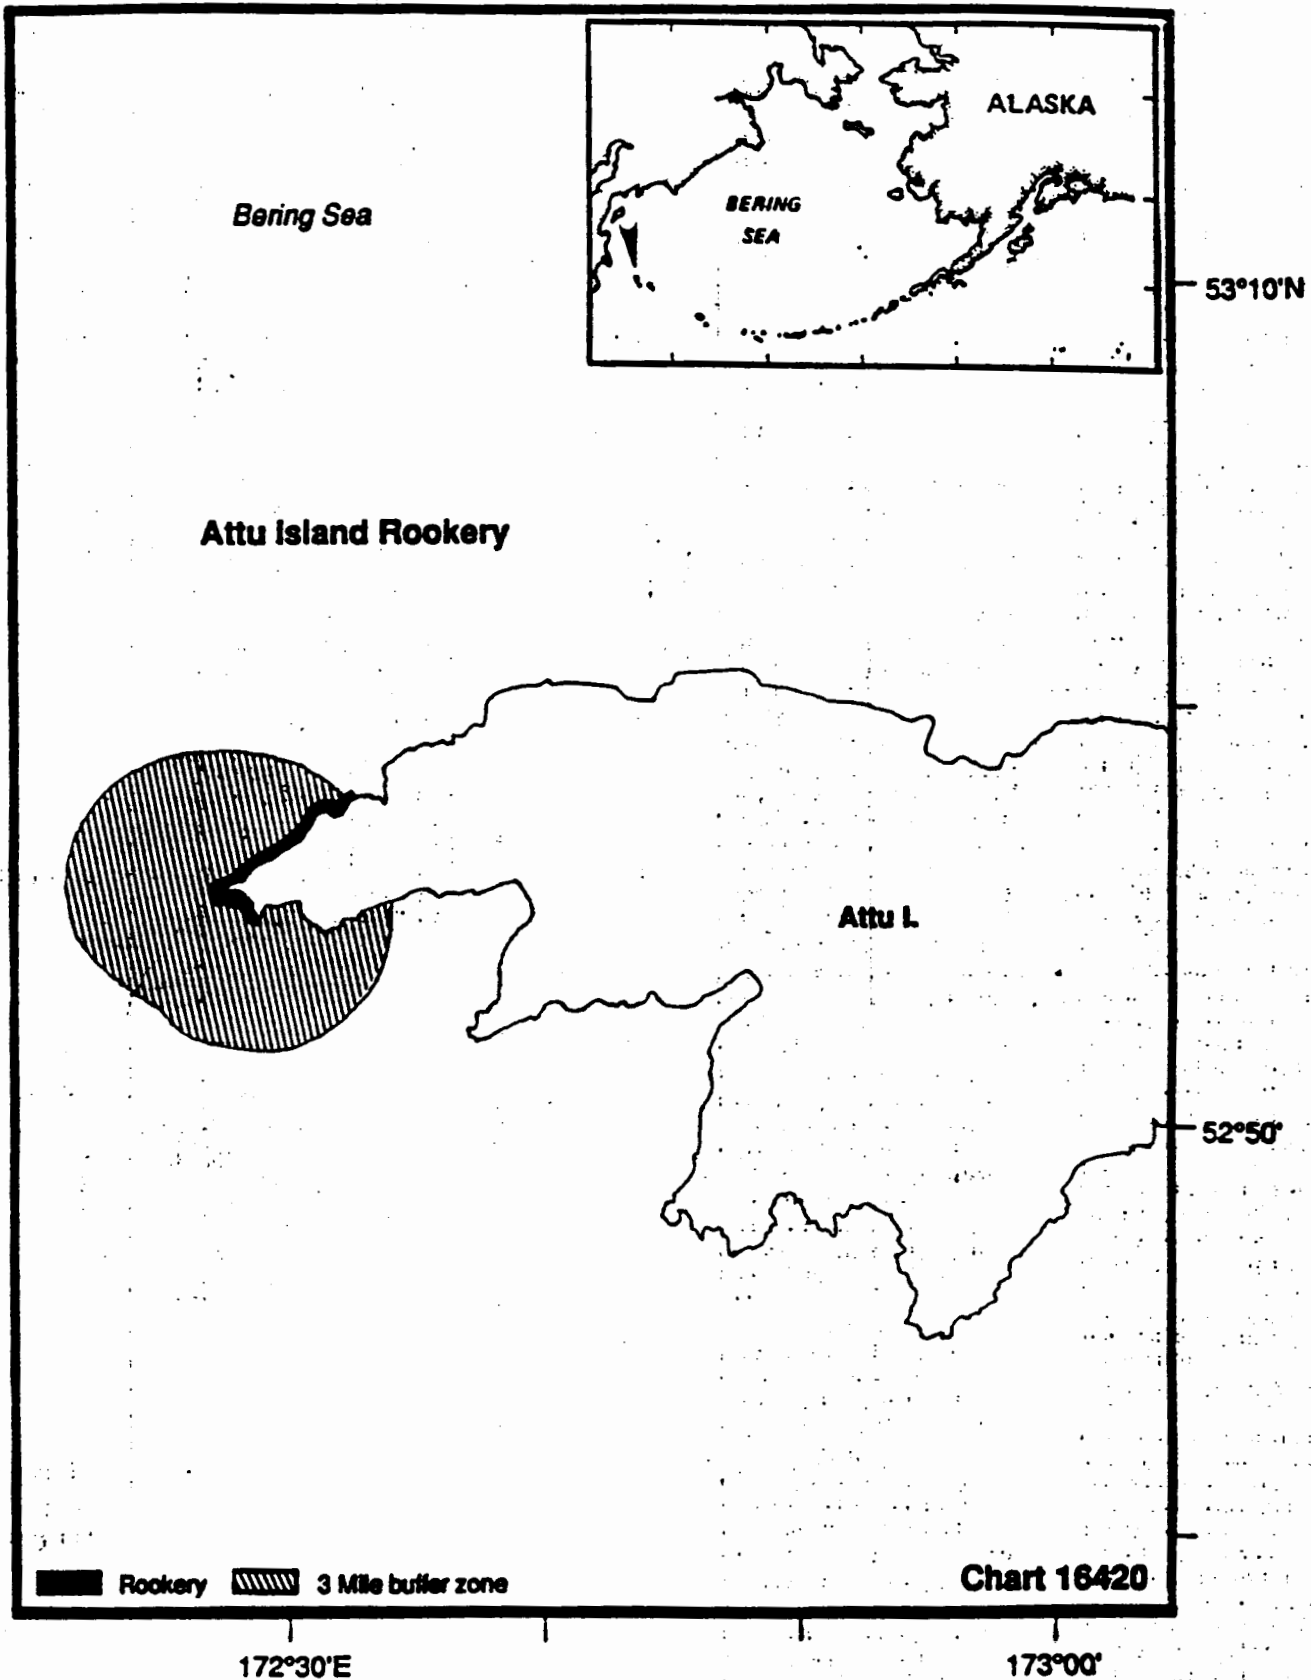 ALASKA
Bering Sea
BERING
SEA
53°10'N
Attu Island Rookery
Attu I.
52°50'
Rookery 3 Mile buffer zone
Chart 16420
172°30'E 173°00'